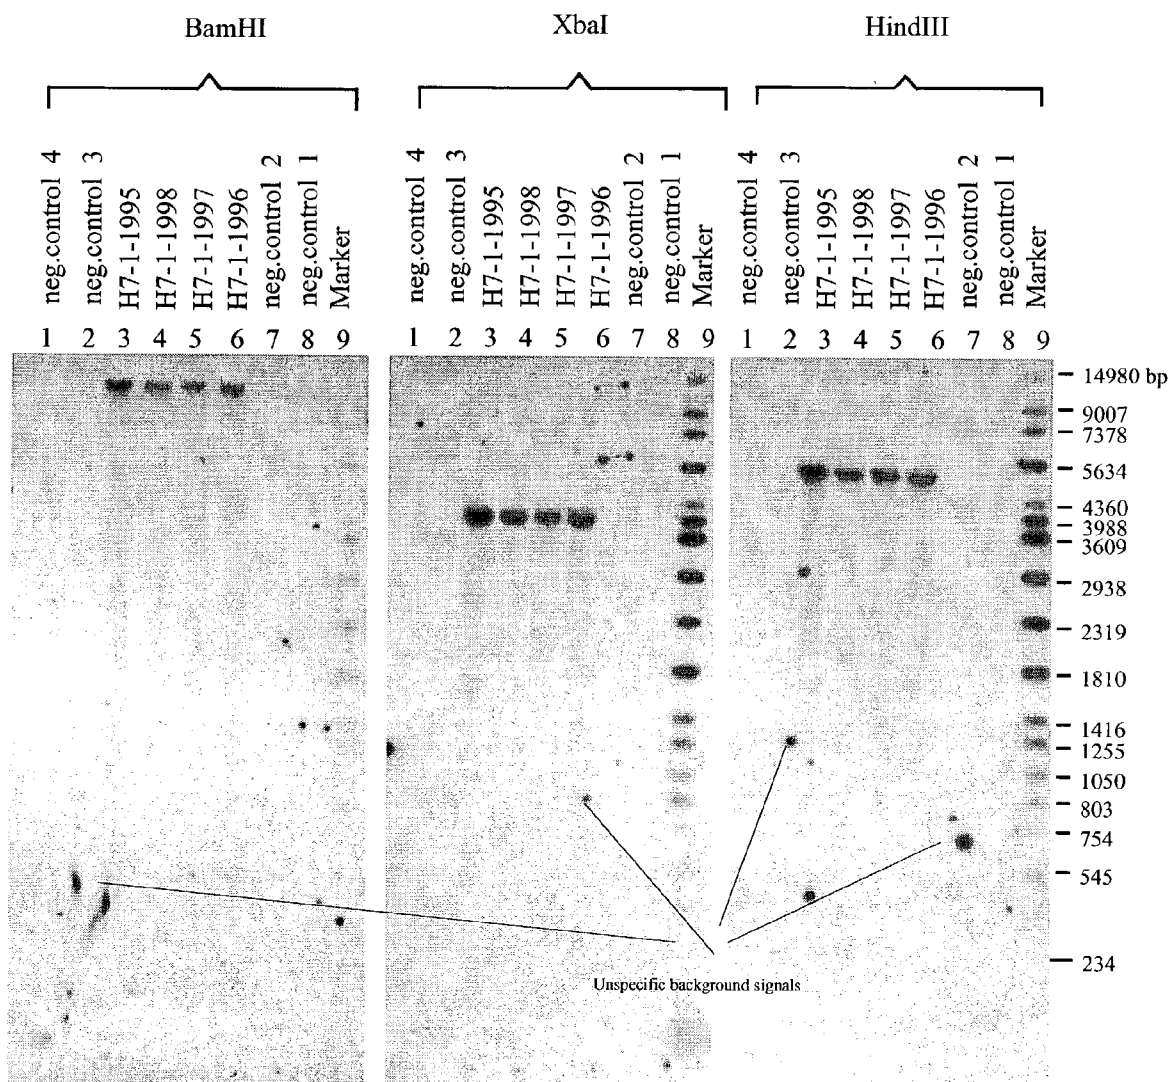 BamHI XbaI HindIII
neg.control 4
neg.control 3
H7-1-1995
H7-1-1998
H7-1-1997
H7-1-1996
neg.control 2
neg.control 1
Marker
neg.control 4
neg.control 3
H7-1-1995
H7-1-1998
H7-1-1997
H7-1-1996
neg.control 2
neg.control 1
Marker
neg.control 4
neg.control 3
H7-1-1995
H7-1-1998
H7-1-1997
H7-1-1996
neg.control 2
neg.control 1
Marker
1 2 3 4 5 6 7 8 9 1 2 3 4 5 6 7 8 9 1 2 3 4 5 6 7 8 9
14980 bp
9007
7378
5634
4360
3988
3609
2938
2319
1810
1416
1255
1050
803
754
545
234
Unspecific background signals